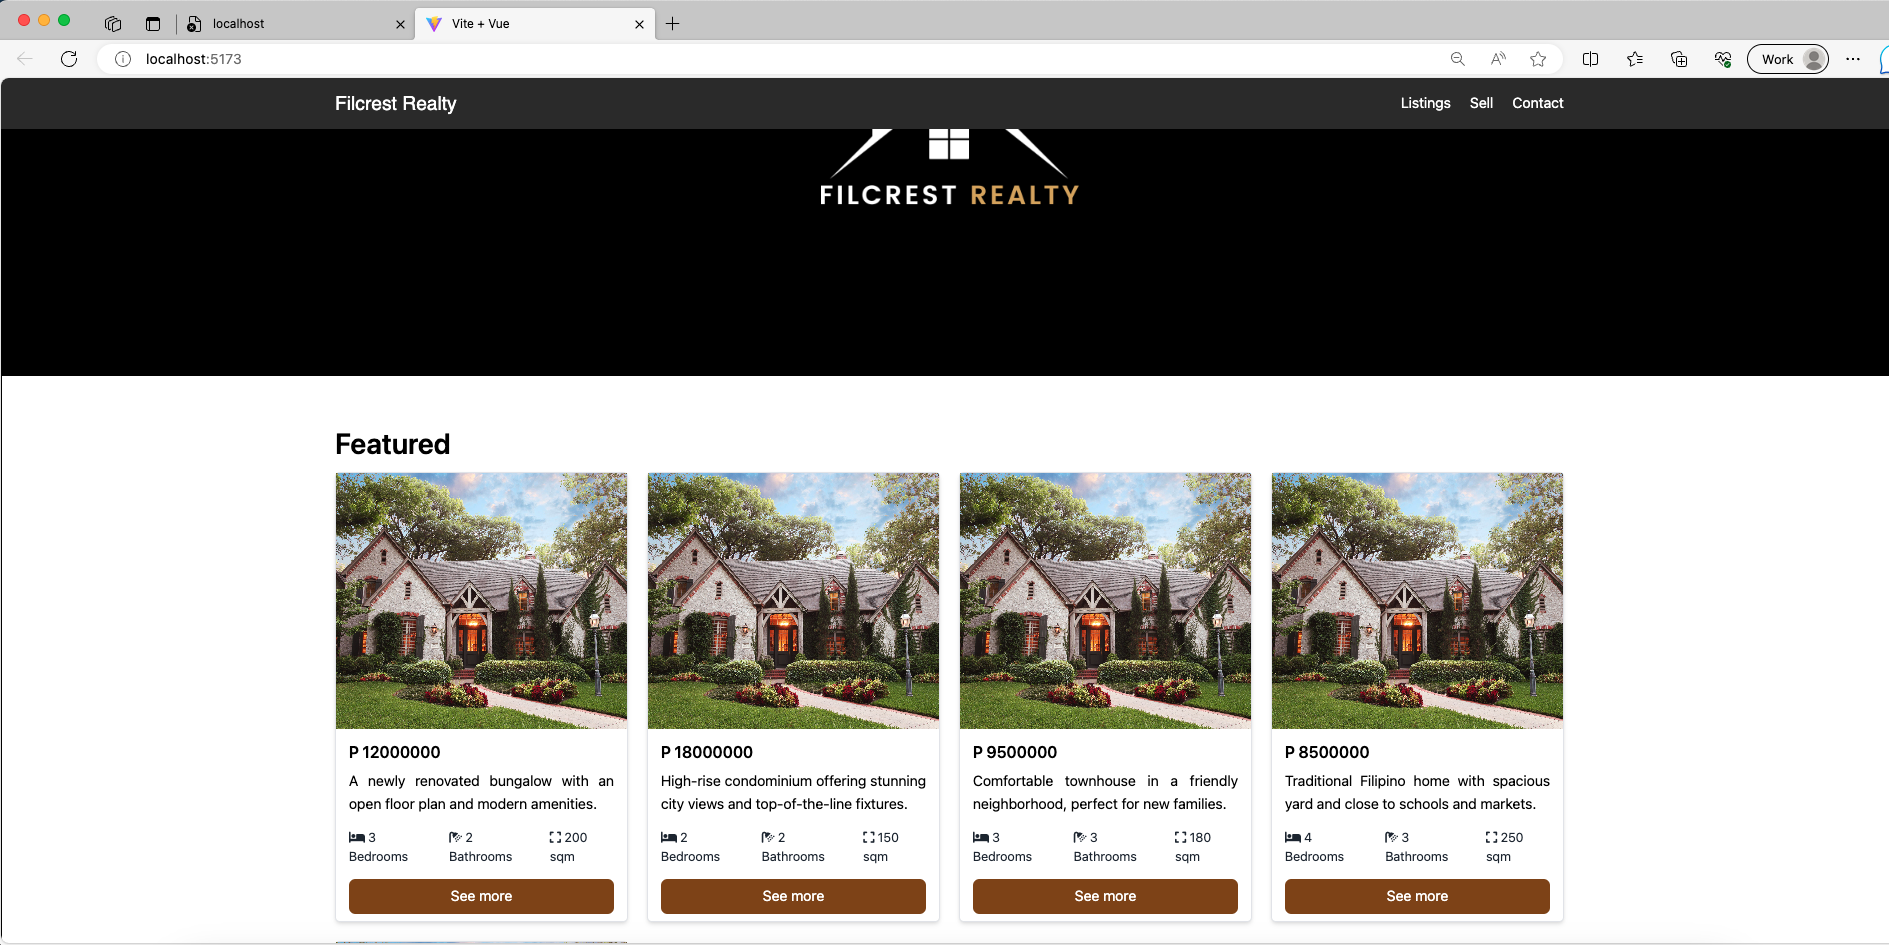 localhost
Vite + Vue
localhost:5173
Work
Filcrest Realty
Listings Sell Contact
FILCREST REALTY
Featured
P 12000000
A newly renovated bungalow with an
open floor plan and modern amenities.
3
Bedrooms
2
Bathrooms
200
sqm
See more
P 18000000
High-rise condominium offering stunning
city views and top-of-the-line fixtures.
2
Bedrooms
2
Bathrooms
150
sqm
See more
P 9500000
Comfortable townhouse in a friendly
neighborhood, perfect for new families.
3
Bedrooms
3
Bathrooms
180
sqm
See more
P 8500000
Traditional Filipino home with spacious
yard and close to schools and markets.
4
Bedrooms
3
Bathrooms
250
sqm
See more